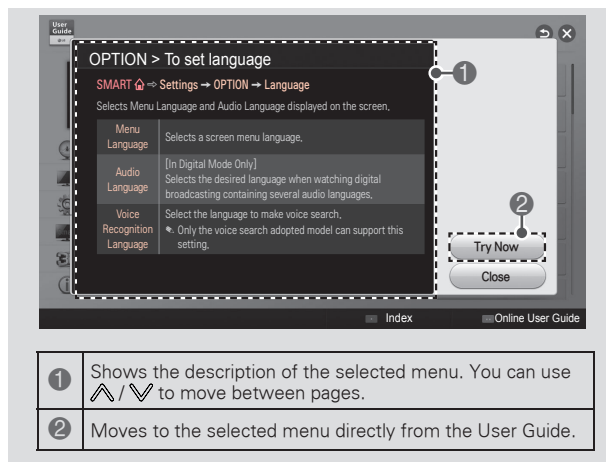 User
Guide
OPTION > To set language
❶
SMART ⇨ Settings → OPTION → Language
Selects Menu Language and Audio Language displayed on the screen.
Menu
Language
Selects a screen menu language.
Audio
Language
[In Digital Mode Only]
Selects the desired language when watching digital
broadcasting containing several audio languages.
Voice
Recognition
Language
Select the language to make voice search.
Only the voice search adopted model can support this
setting.
❷
Try Now
Close
Index
Online User Guide
❶
Shows the description of the selected menu. You can use
/ to move between pages.
❷
Moves to the selected menu directly from the User Guide.